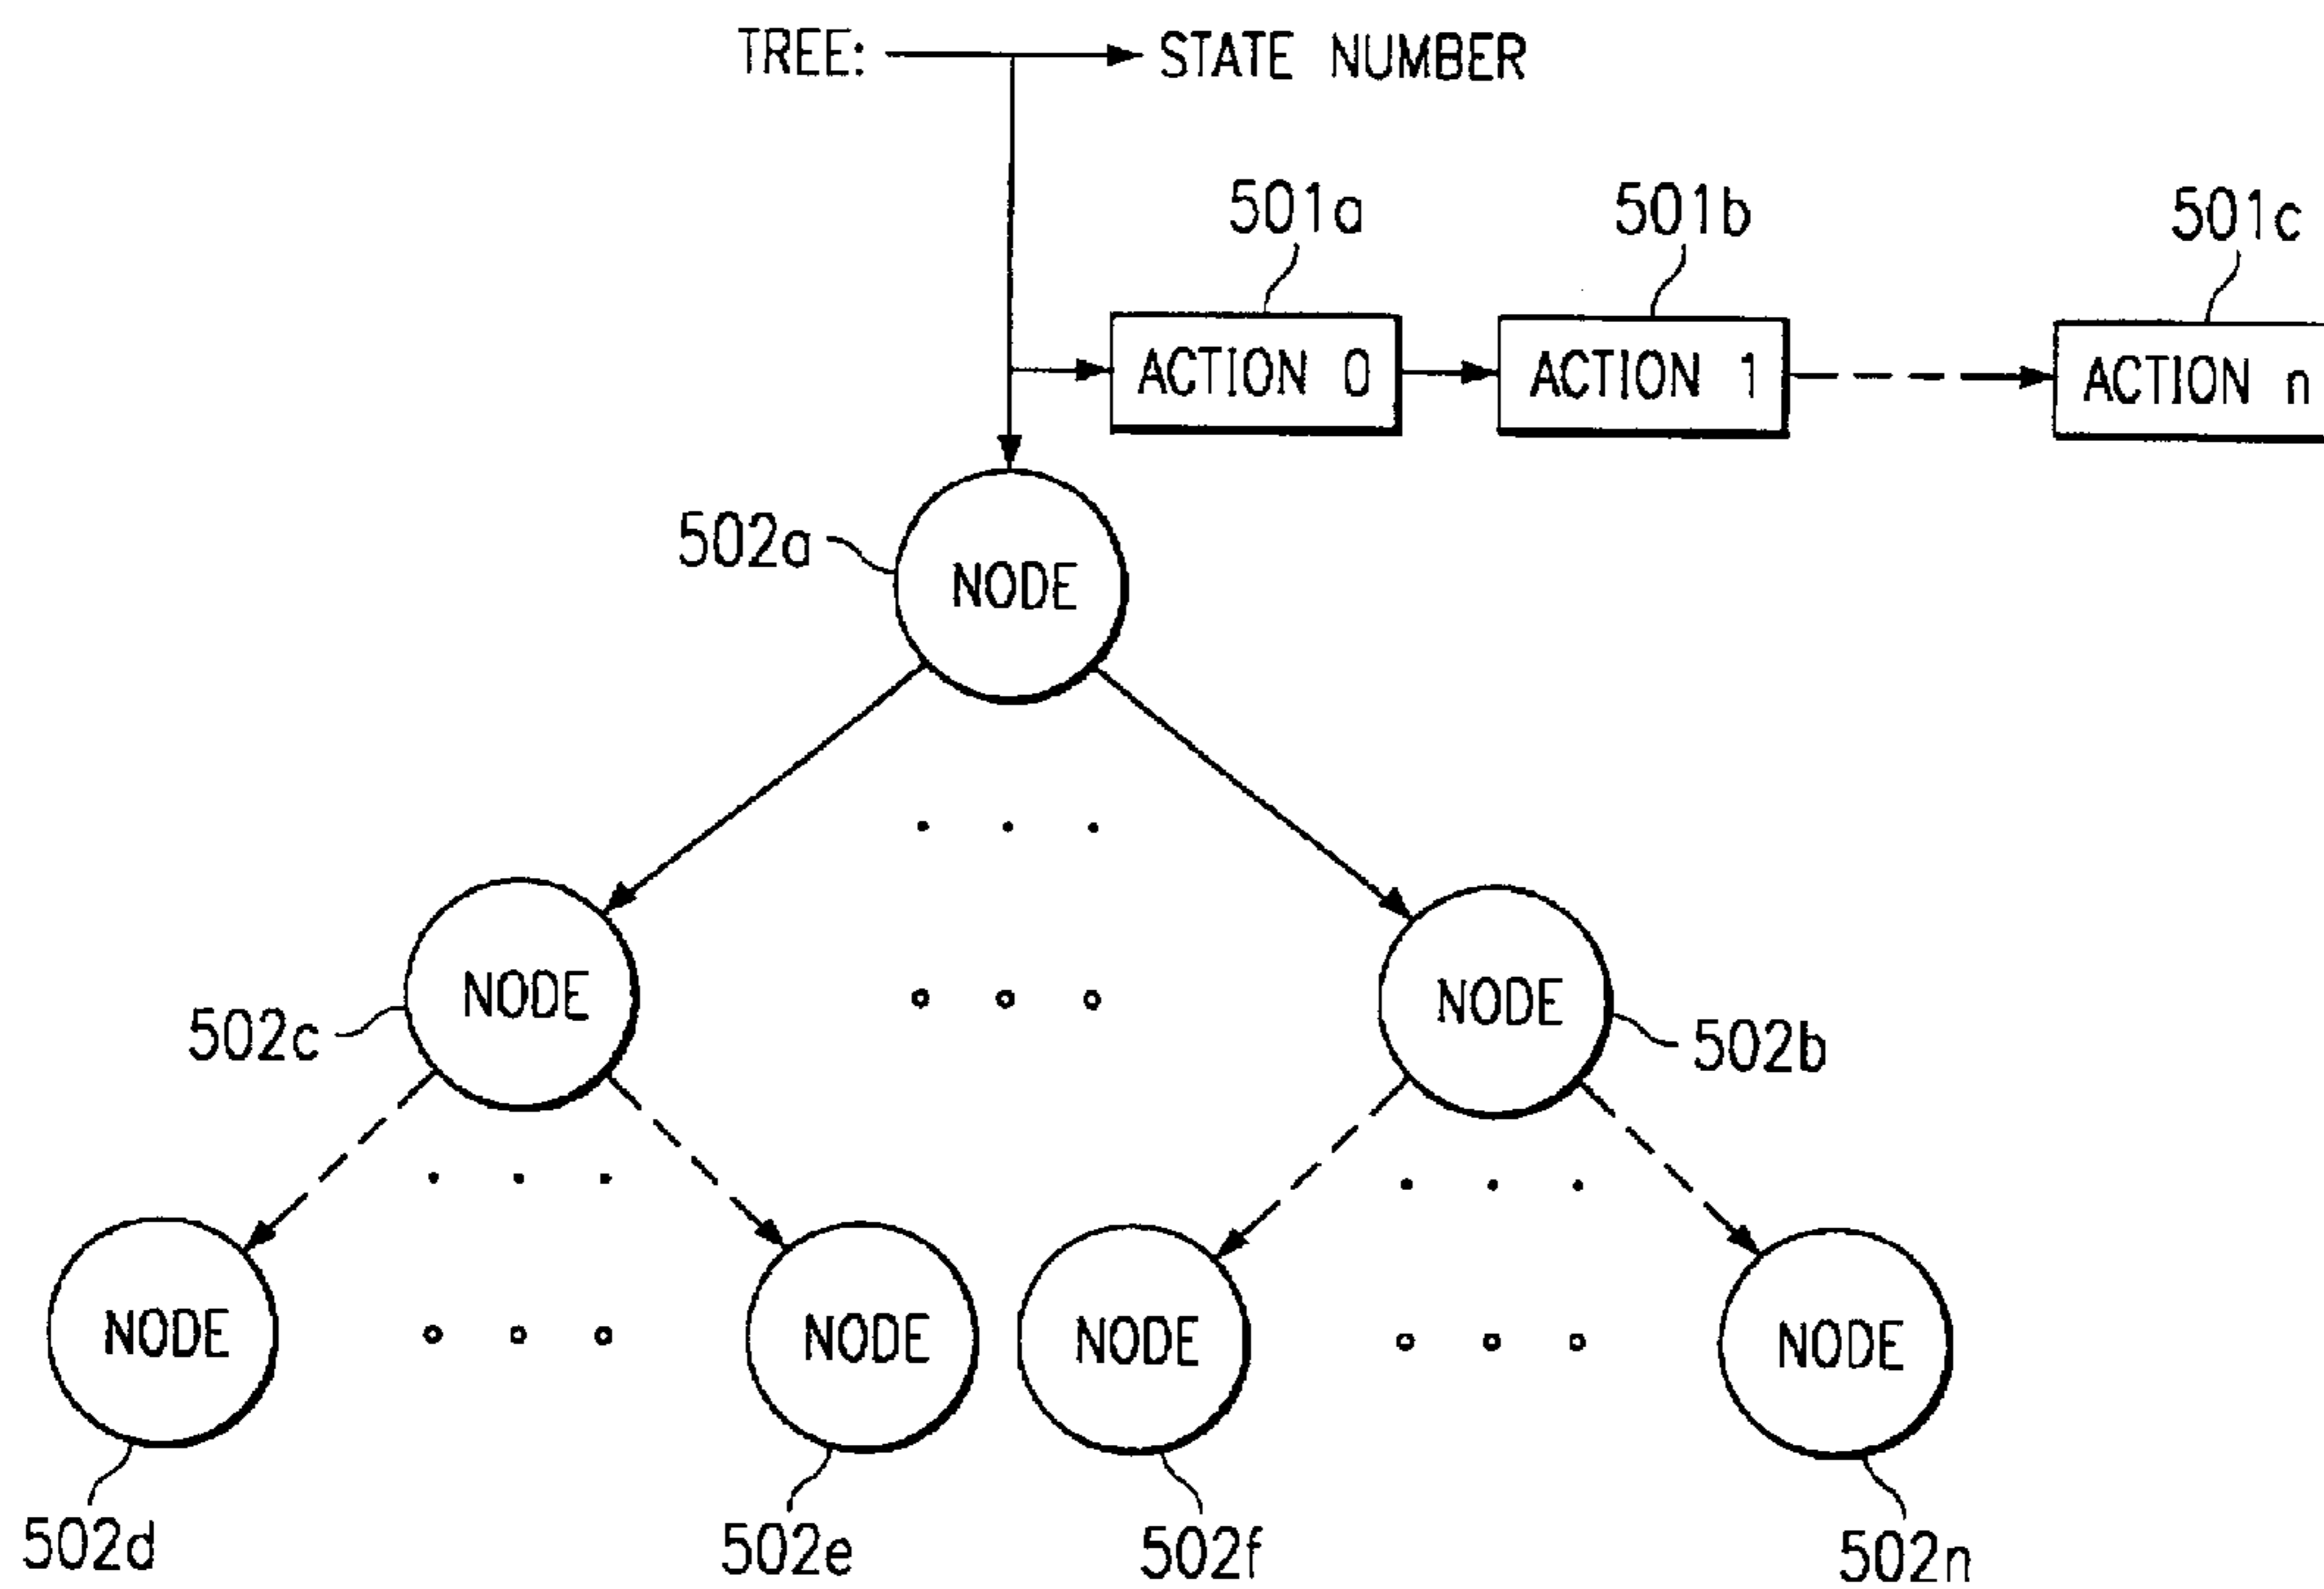 TREE: STATE NUMBER
501a 501b 501c
ACTION 0 ACTION 1 ACTION n
502a
NODE
NODE NODE
502c 502b
NODE NODE NODE NODE
502d 502e 502f 502n